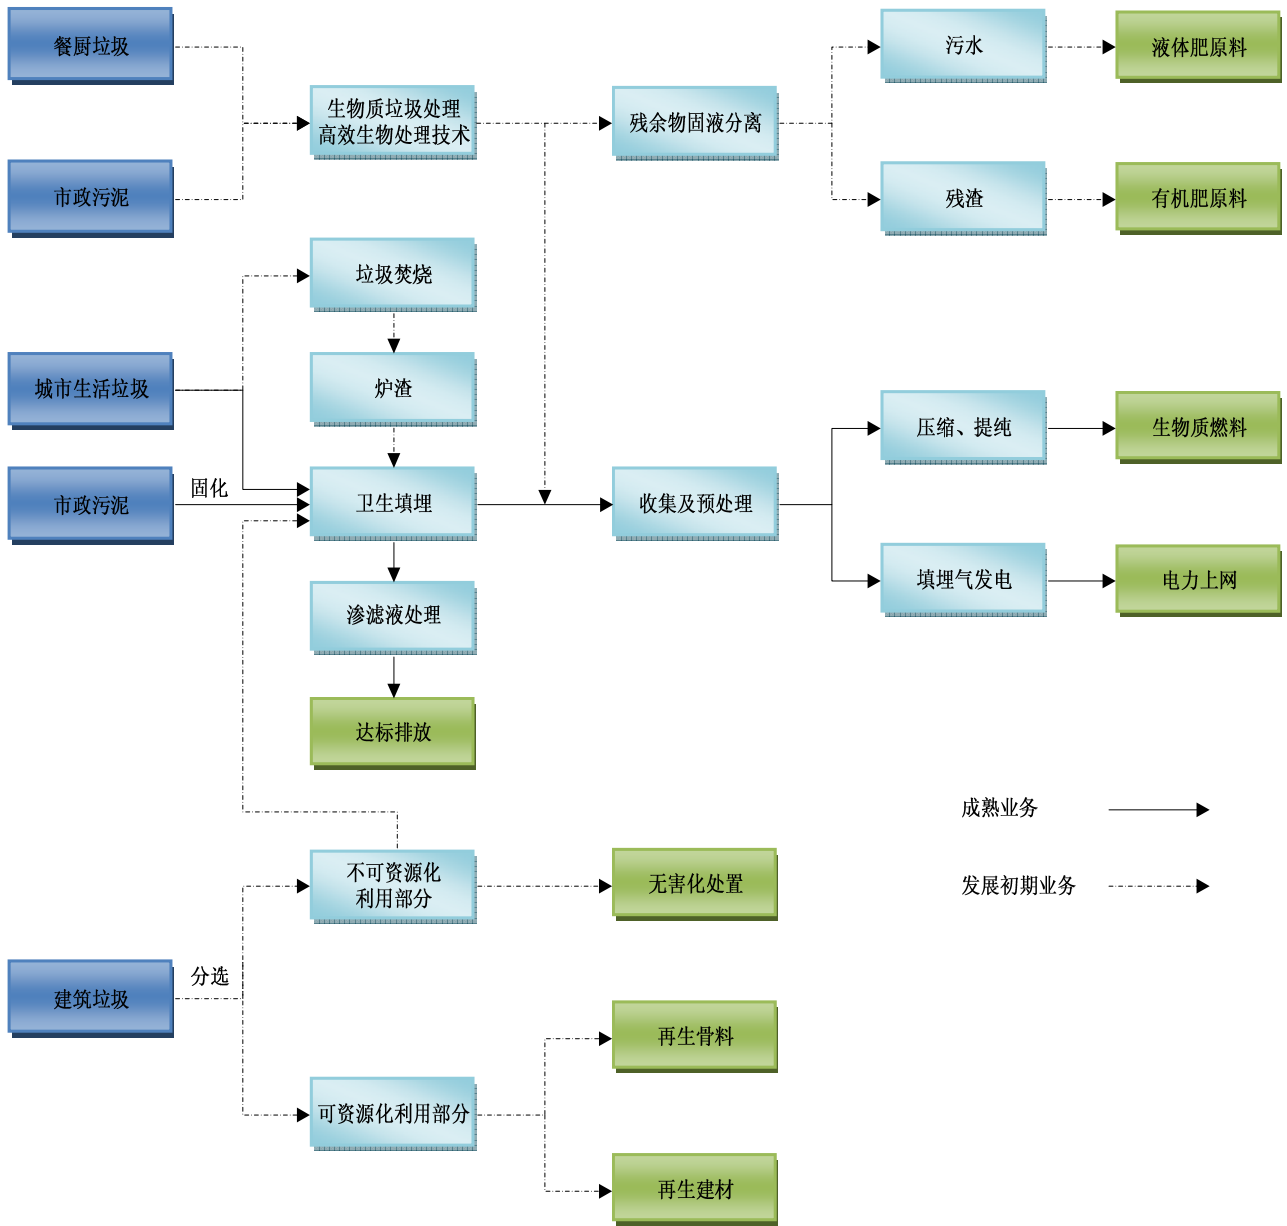 餐厨垃圾
污水
液体肥原料
生物质垃圾处理
高效生物处理技术
残余物固液分离
市政污泥
残渣
有机肥原料
垃圾焚烧
城市生活垃圾
炉渣
压缩、提纯
生物质燃料
市政污泥
固化
卫生填埋
收集及预处理
填埋气发电
电力上网
渗滤液处理
达标排放
成熟业务
发展初期业务
不可资源化
利用部分
无害化处置
建筑垃圾
分选
再生骨料
可资源化利用部分
再生建材